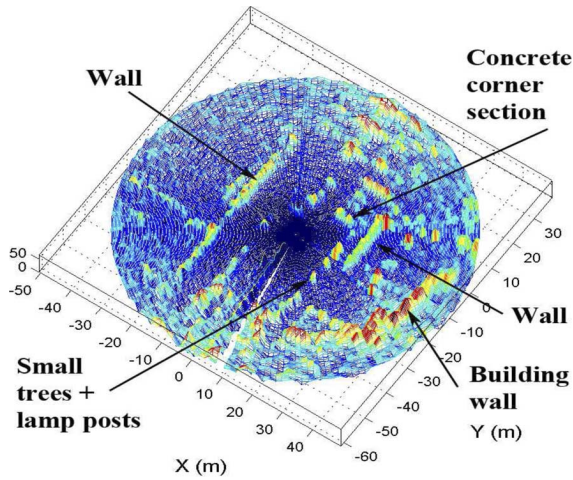 Wall
Concrete
corner
section
30
20
10
0
-10
-20
-30
-40
-50
-60
Y (m)
50
0
-50
-40
-30
-20
-10
0
10
20
30
40
X (m)
Wall
Building
wall
Small
trees +
lamp posts